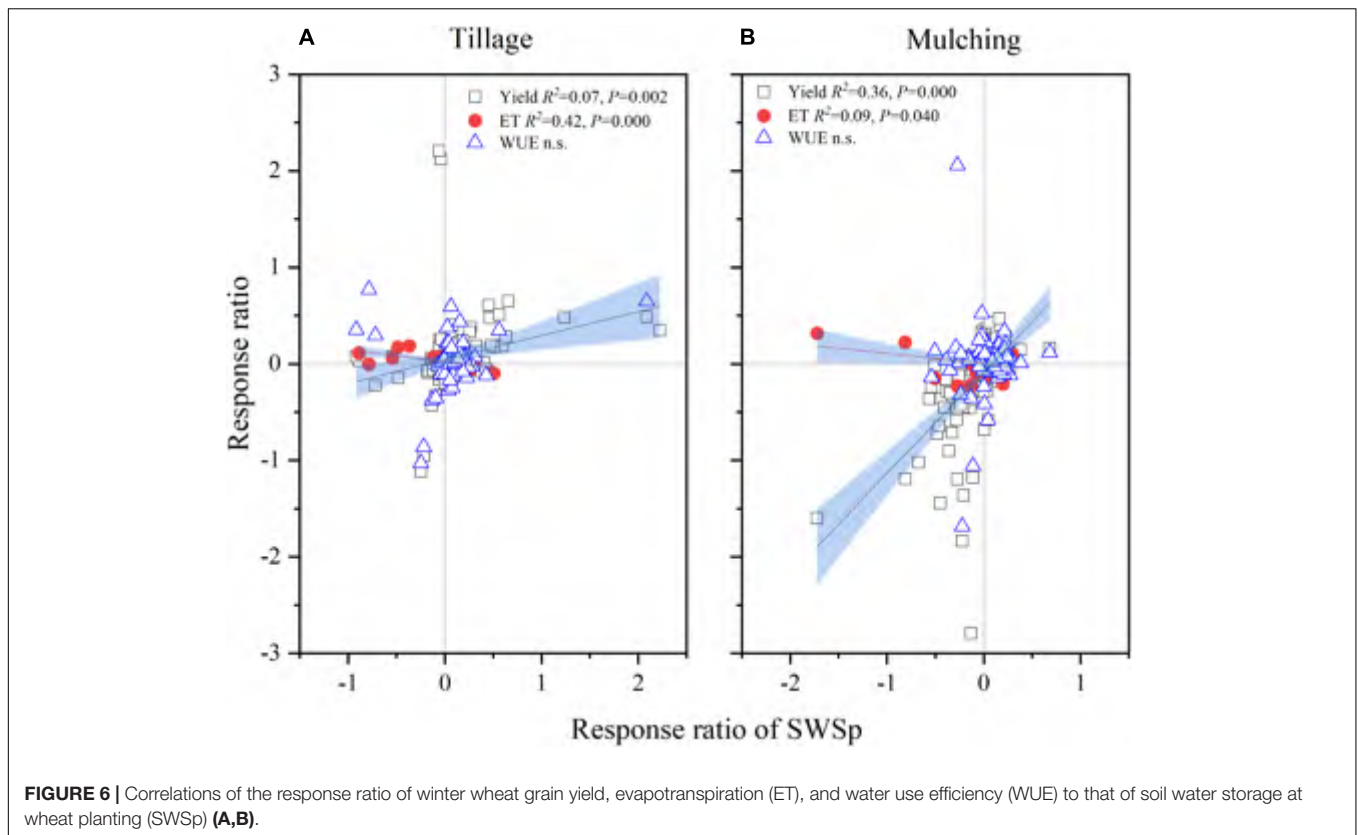 A Tillage
B Mulching
3
2
1
0
-1
-2
-3
Response ratio
Yield R²=0.07, P=0.002
ET R²=0.42, P=0.000
WUE n.s.
Yield R²=0.36, P=0.000
ET R²=0.09, P=0.040
WUE n.s.
-1 0 1 2
-2 -1 0 1
Response ratio of SWSp
FIGURE 6 | Correlations of the response ratio of winter wheat grain yield, evapotranspiration (ET), and water use efficiency (WUE) to that of soil water storage at
wheat planting (SWSp) (A,B).